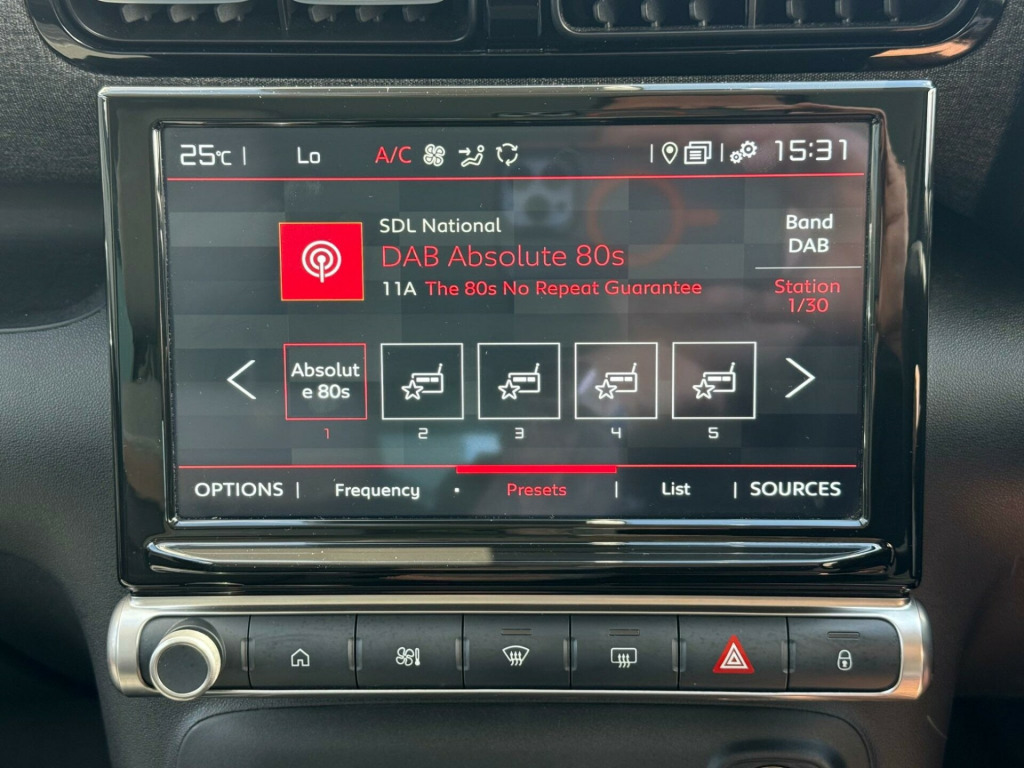 25°C | Lo A/C 15:31
SDL National
DAB Absolute 80s
11A The 80s No Repeat Guarantee
Band
DAB
Station
1/30
Absolut
e 80s
1 2 3 4 5
OPTIONS | Frequency · Presets | List | SOURCES